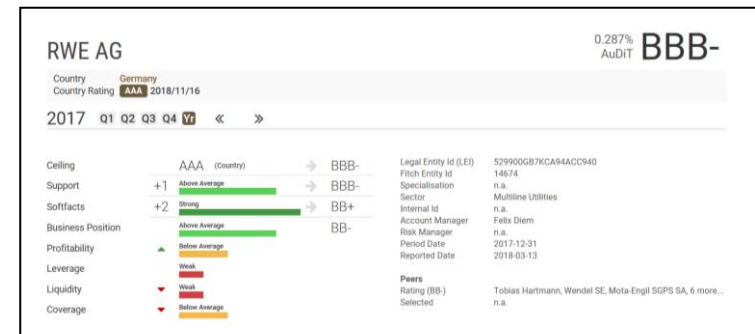 RWE AG
0.287% AuDiT BBB-
Country Germany
Country Rating AAA 2018/11/16
2017 Q1 Q2 Q3 Q4 Yr « »
Ceiling AAA (Country) → BBB-
Support +1 Above Average → BBB-
Softfacts +2 Strong → BB+
Business Position Above Average BB-
Profitability Below Average
Leverage Weak
Liquidity Weak
Coverage Below Average
Legal Entity Id (LEI) 529900GB7KCA94ACC940
Fitch Entity Id 14674
Specialisation n.a.
Sector Multiline Utilities
Internal Id n.a.
Account Manager Felix Diem
Risk Manager n.a.
Period Date 2017-12-31
Reported Date 2018-03-13
Peers
Rating (BB-) Tobias Hartmann, Wendel SE, Mota-Engil SGPS SA, 6 more...
Selected n.a.